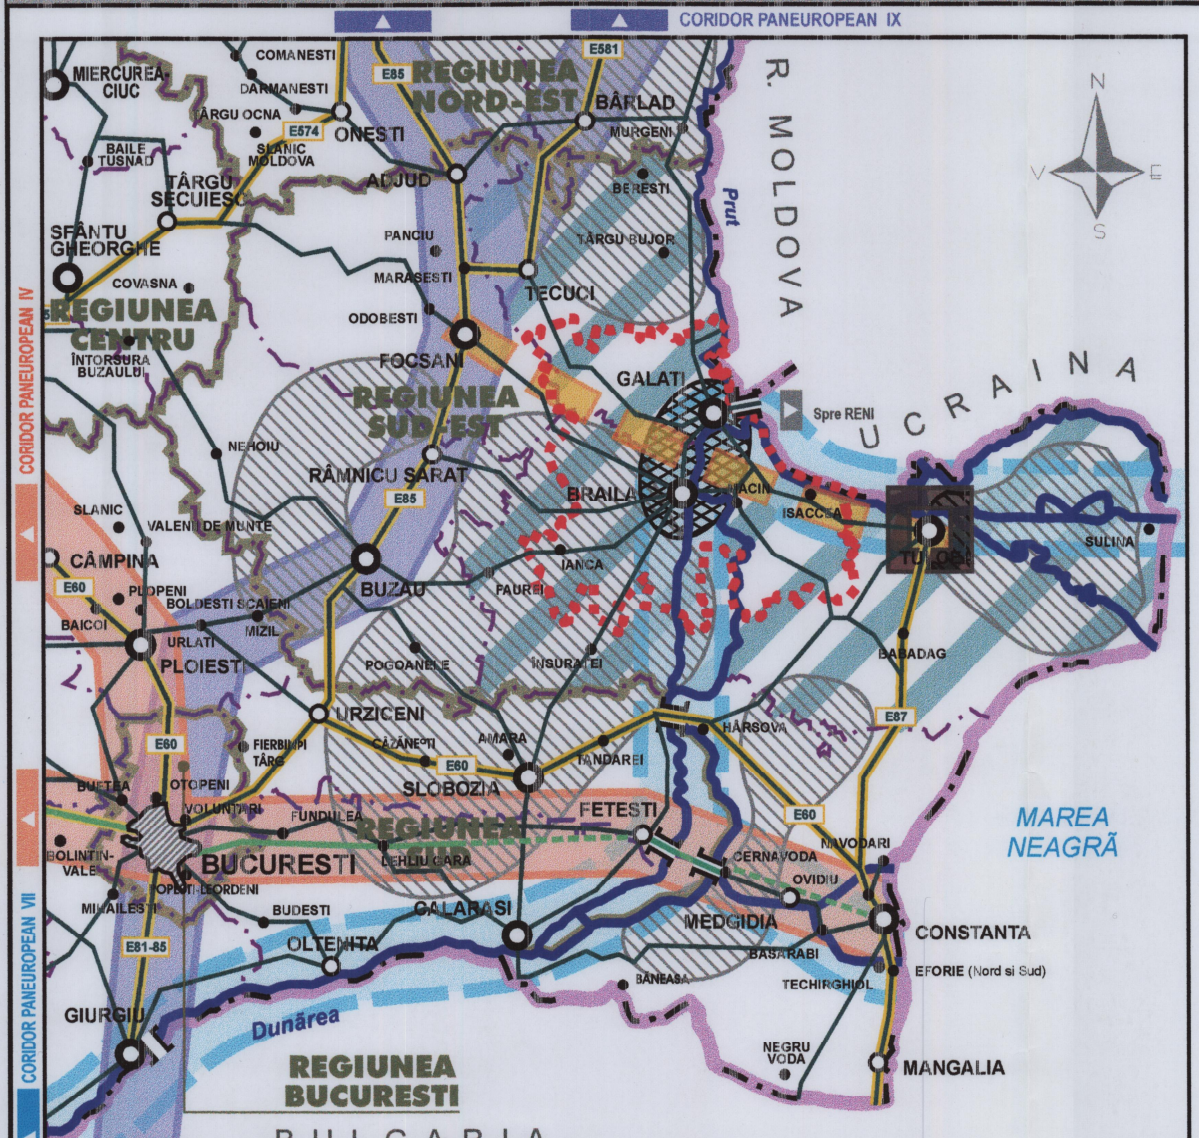 CORIDOR PANEUROPEAN IX
COMANESTI
E85
REGIUNEA
NORD-EST
E581
R. MOLDOVA
N
V
E
S
MIERCUREA-
CIUC
DARMANESTI
TÂRGU OCNA
E574
ONESTI
BÂRLAD
MURGENI
BAILE
TUSNAD
SLANIC
MOLDOVA
TÂRGU
SECUIESC
ADJUD
BERESTI
Prut
SFÂNTU
GHEORGHE
PANCIU
TÂRGU BUJOR
COVASNA
MARASESTI
TECUCI
REGIUNEA
CENTRU
ODOBESTI
ÎNTORSURA
BUZAULUI
FOCSANI
GALATI
UCRAINA
REGIUNEA
SUD-EST
Spre RENI
CORIDOR PANEUROPEAN IV
NEHOIU
RÂMNICU SARAT
E85
BRAILA
MACIN
ISACCEA
SLANIC
VALENII DE MUNTE
SULINA
CÂMPINA
IANCA
TULCEA
E60
PLOPENI
BUZAU
FAUREI
BAICOI
BOLDESTI SCAIENI
MIZIL
URLATI
PLOIESTI
POGOANELE
ÎNSURATEI
BABADAG
URZICENI
E87
E60
FIERBINTI
TÂRG
AMARA
HÂRSOVA
TANDAREI
E60
SLOBOZIA
BUFTEA
OTOPENI
VOLUNTARI
FUNDULEA
FETESTI
E60
MAREA
NEAGRÃ
REGIUNEA
SUD
NAVODARI
BOLINTIN-
VALE
BUCURESTI
LEHLIU GARA
CERNAVODA
OVIDIU
POPESTI-LEORDENI
MIHAILESTI
BUDESTI
CALARASI
MEDGIDIA
CONSTANTA
E81-85
OLTENITA
BASARABI
EFORIE (Nord si Sud)
BÂNEASA
TECHIRGHIOL
CORIDOR PANEUROPEAN VII
GIURGIU
Dunãrea
NEGRU
VODA
MANGALIA
REGIUNEA
BUCURESTI
BULGARIA